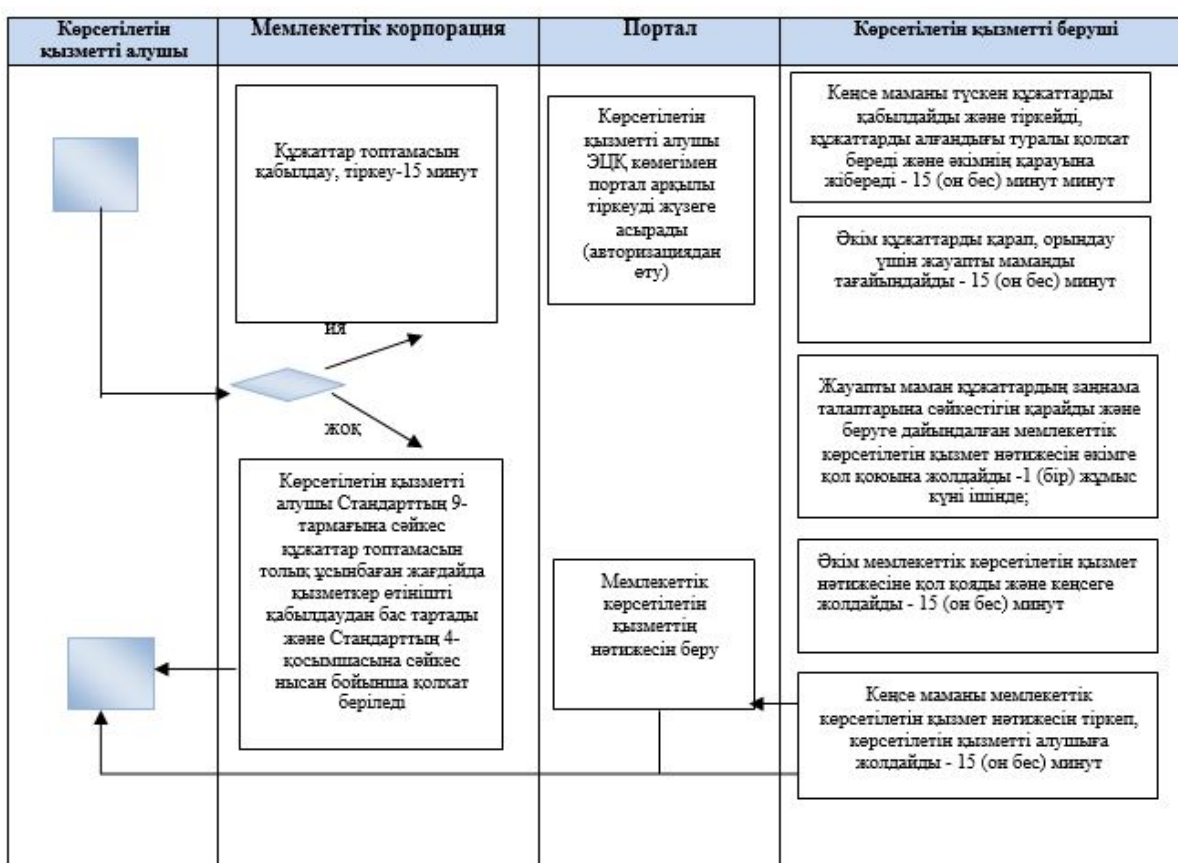 Көрсетілетін
қызметті алушы
Мемлекеттік корпорация
Портал
Көрсетілетін қызметті беруші
Құжаттар топтамасын
қабылдау, тіркеу-15 минут
ия
жоқ
Көрсетілетін қызметті
алушы Стандарттың 9-
тармағына сәйкес
құжаттар топтамасын
толық ұсынбаған жағдайда
қызметкер өтінішті
қабылдаудан бас тартады
және Стандарттың 4-
қосымшасына сәйкес
нысан бойынша қолхат
беріледі
Көрсетілетін
қызметті алушы
ЭЦҚ көмегімен
портал арқылы
тіркеуді жүзеге
асырады
(авторизациядан
өту)
Мемлекеттік
көрсетілетін
қызметтің
нәтижесін беру
Кеңсе маманы түскен құжаттарды
қабылдайды және тіркейді,
құжаттарды алғандығы туралы қолхат
береді және әкімнің қарауына
жібереді - 15 (он бес) минут минут
Әкім құжаттарды қарап, орындау
үшін жауапты маманды
тағайындайды - 15 (он бес) минут
Жауапты маман құжаттардың заңнама
талаптарына сәйкестігін қарайды және
беруге дайындалған мемлекеттік
көрсетілетін қызмет нәтижесін әкімге
қол қоюына жолдайды -1 (бір) жұмыс
күні ішінде;
Әкім мемлекеттік көрсетілетін қызмет
нәтижесіне қол қояды және кеңсеге
жолдайды - 15 (он бес) минут
Кеңсе маманы мемлекеттік
көрсетілетін қызмет нәтижесін тіркеп,
көрсетілетін қызметті алушыға
жолдайды - 15 (он бес) минут